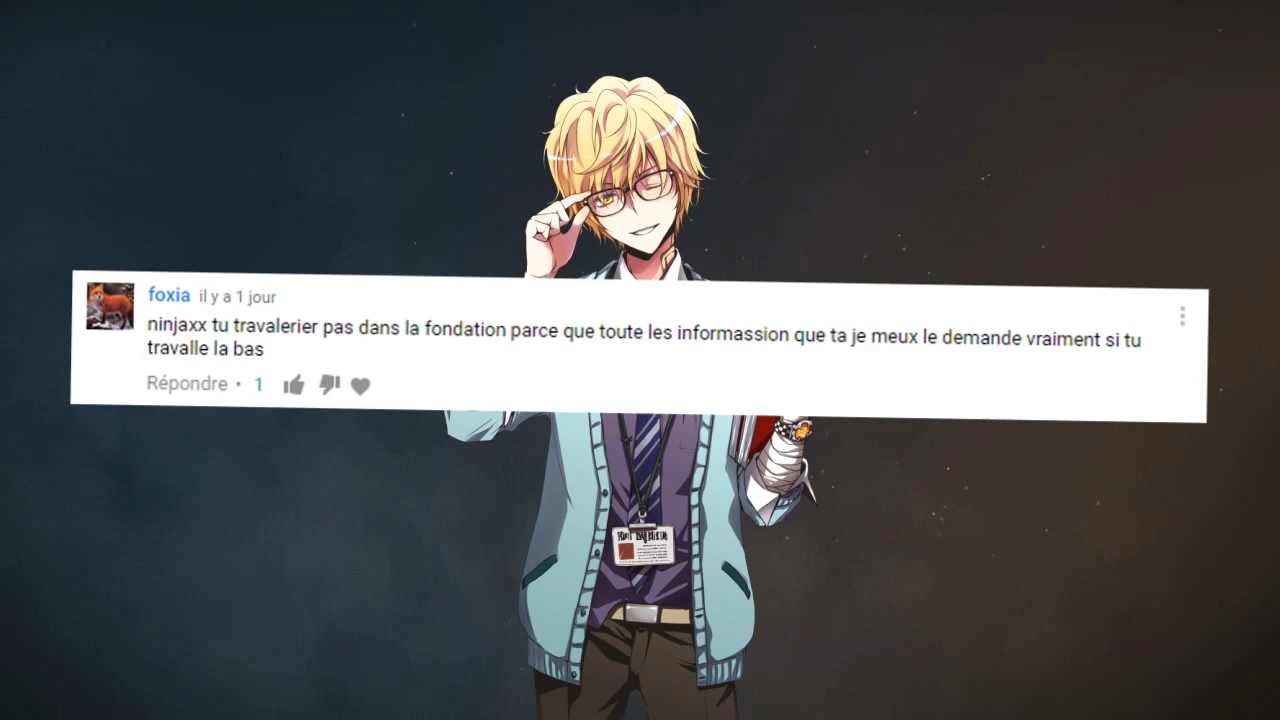 foxia il y a 1 jour
ninjaxx tu travalerier pas dans la fondation parce que toute les informassion que ta je meux le demande vraiment si tu
travalle la bas
Répondre • 1